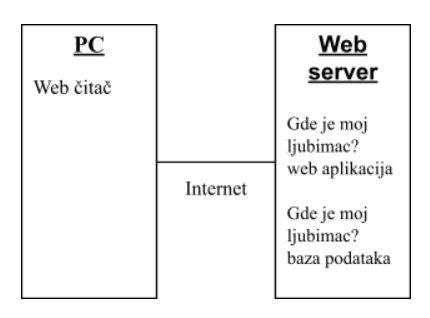 PC
Web čitač
Internet
Web
server
Gde je moj
ljubimac?
web aplikacija
Gde je moj
ljubimac?
baza podataka